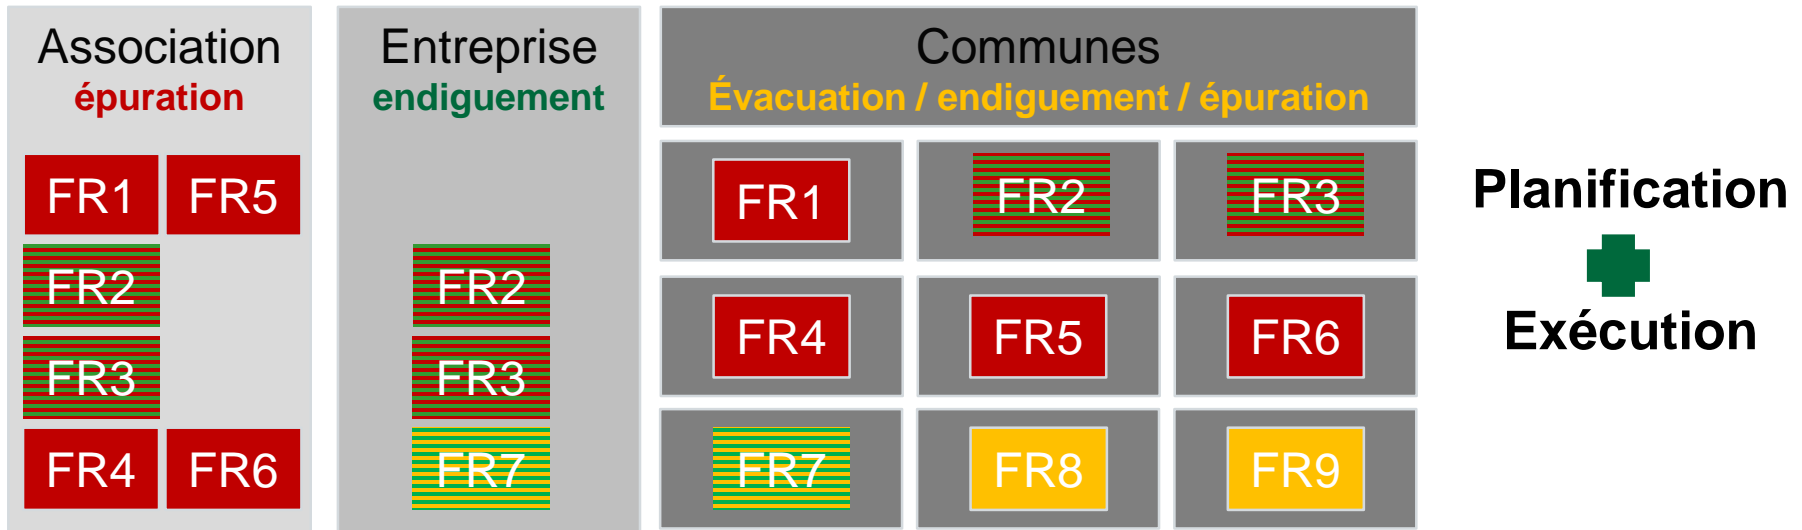 Association
épuration
FR1 FR5
FR2
FR3
FR4 FR6
Entreprise
endiguement
FR2
FR3
FR7
Communes
Évacuation / endiguement / épuration
FR1 FR2 FR3
FR4 FR5 FR6
FR7 FR8 FR9
Planification
Exécution